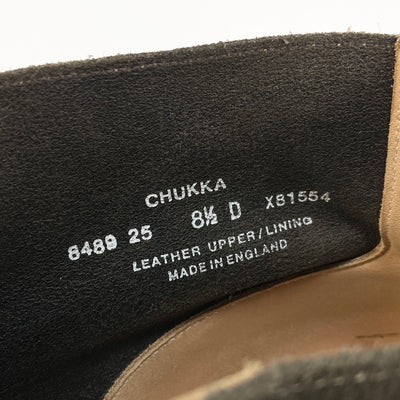 CHUKKA
8489 25 8½ D X81554
LEATHER UPPER/LINING
MADE IN ENGLAND